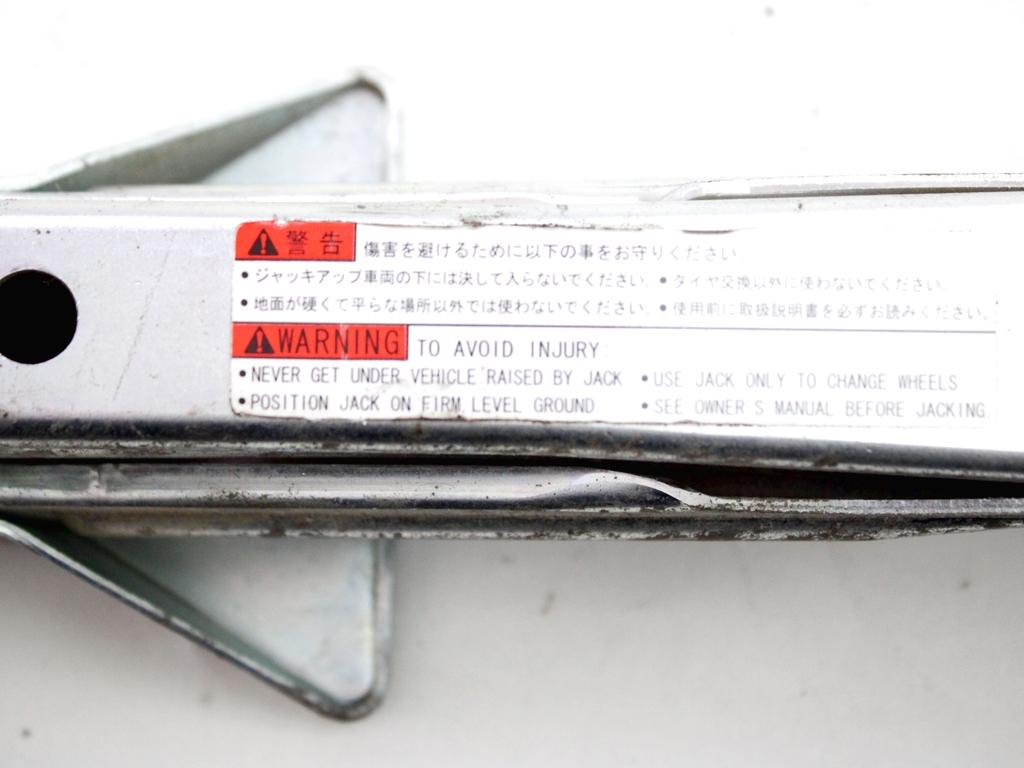 警告 傷害を避けるために以下の事をお守りください。
•ジャッキアップ車両の下には決して入らないでください。 •タイヤ交換以外に使わないでください。
•地面が硬くて平らな場所以外では使わないでください。 •使用前に取扱説明書を必ずお読みください。
WARNING TO AVOID INJURY:
•NEVER GET UNDER VEHICLE RAISED BY JACK •USE JACK ONLY TO CHANGE WHEELS
•POSITION JACK ON FIRM LEVEL GROUND •SEE OWNER'S MANUAL BEFORE JACKING.